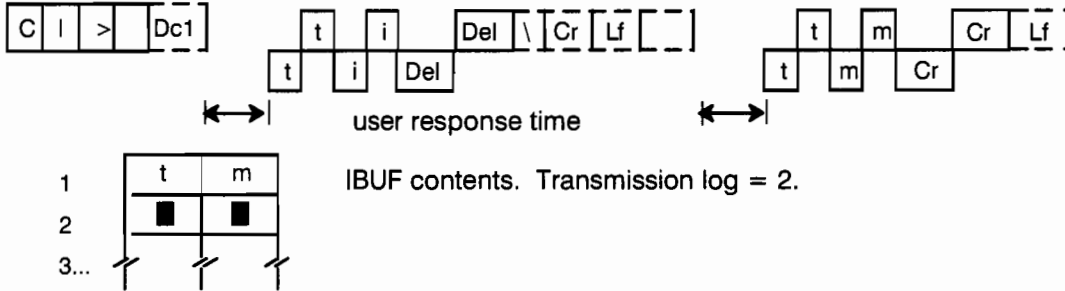 C I > Dc1 t i Del \ Cr Lf t m Cr Lf
t i Del t m Cr
user response time
1 t m IBUF contents. Transmission log = 2.
2
3...